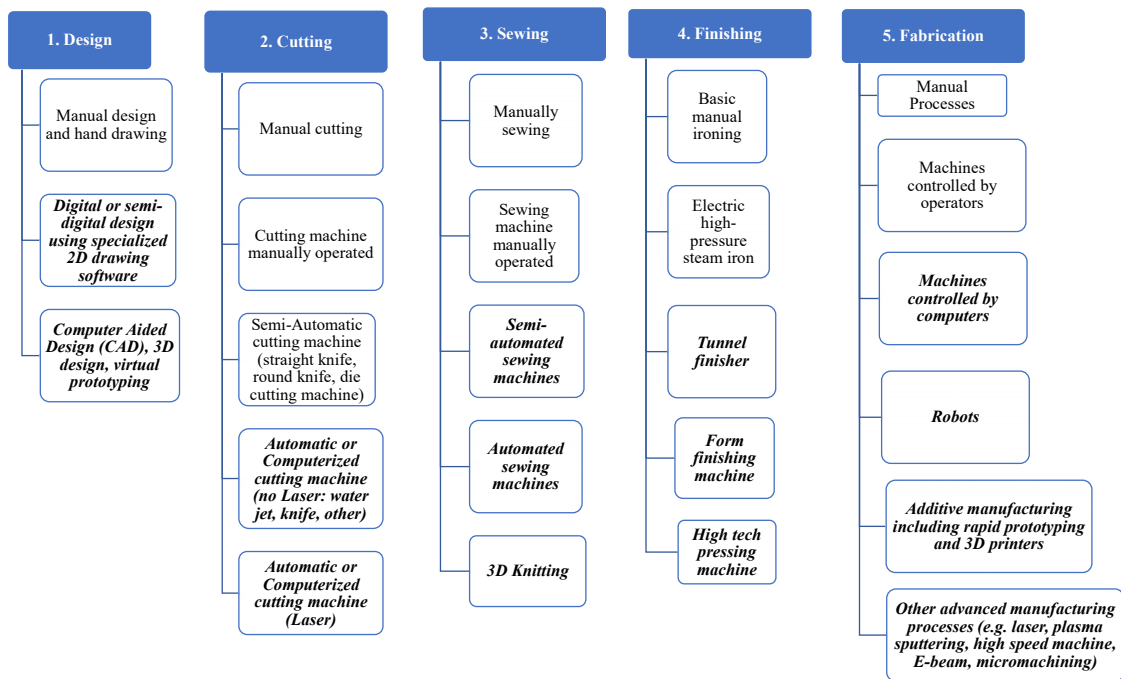 1. Design
Manual design
and hand drawing
Digital or semi-
digital design
using specialized
2D drawing
software
Computer Aided
Design (CAD), 3D
design, virtual
prototyping
2. Cutting
Manual cutting
Cutting machine
manually operated
Semi-Automatic
cutting machine
(straight knife,
round knife, die
cutting machine)
Automatic or
Computerized
cutting machine
(no Laser: water
jet, knife, other)
Automatic or
Computerized
cutting machine
(Laser)
3. Sewing
Manually
sewing
Sewing
machine
manually
operated
Semi-
automated
sewing
machines
Automated
sewing
machines
3D Knitting
4. Finishing
Basic
manual
ironing
Electric
high-
pressure
steam iron
Tunnel
finisher
Form
finishing
machine
High tech
pressing
machine
5. Fabrication
Manual
Processes
Machines
controlled by
operators
Machines
controlled by
computers
Robots
Additive manufacturing
including rapid prototyping
and 3D printers
Other advanced manufacturing
processes (e.g. laser, plasma
sputtering, high speed machine,
E-beam, micromachining)